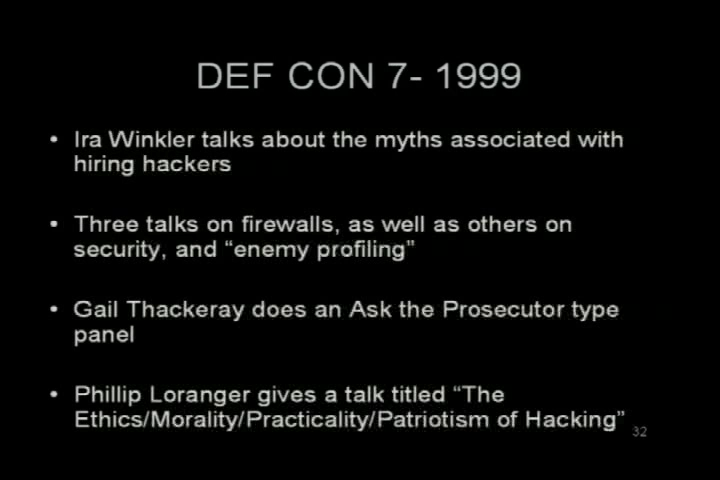 DEF CON 7- 1999
• Ira Winkler talks about the myths associated with
hiring hackers
• Three talks on firewalls, as well as others on
security, and “enemy profiling”
• Gail Thackeray does an Ask the Prosecutor type
panel
• Phillip Loranger gives a talk titled “The
Ethics/Morality/Practicality/Patriotism of Hacking”
32